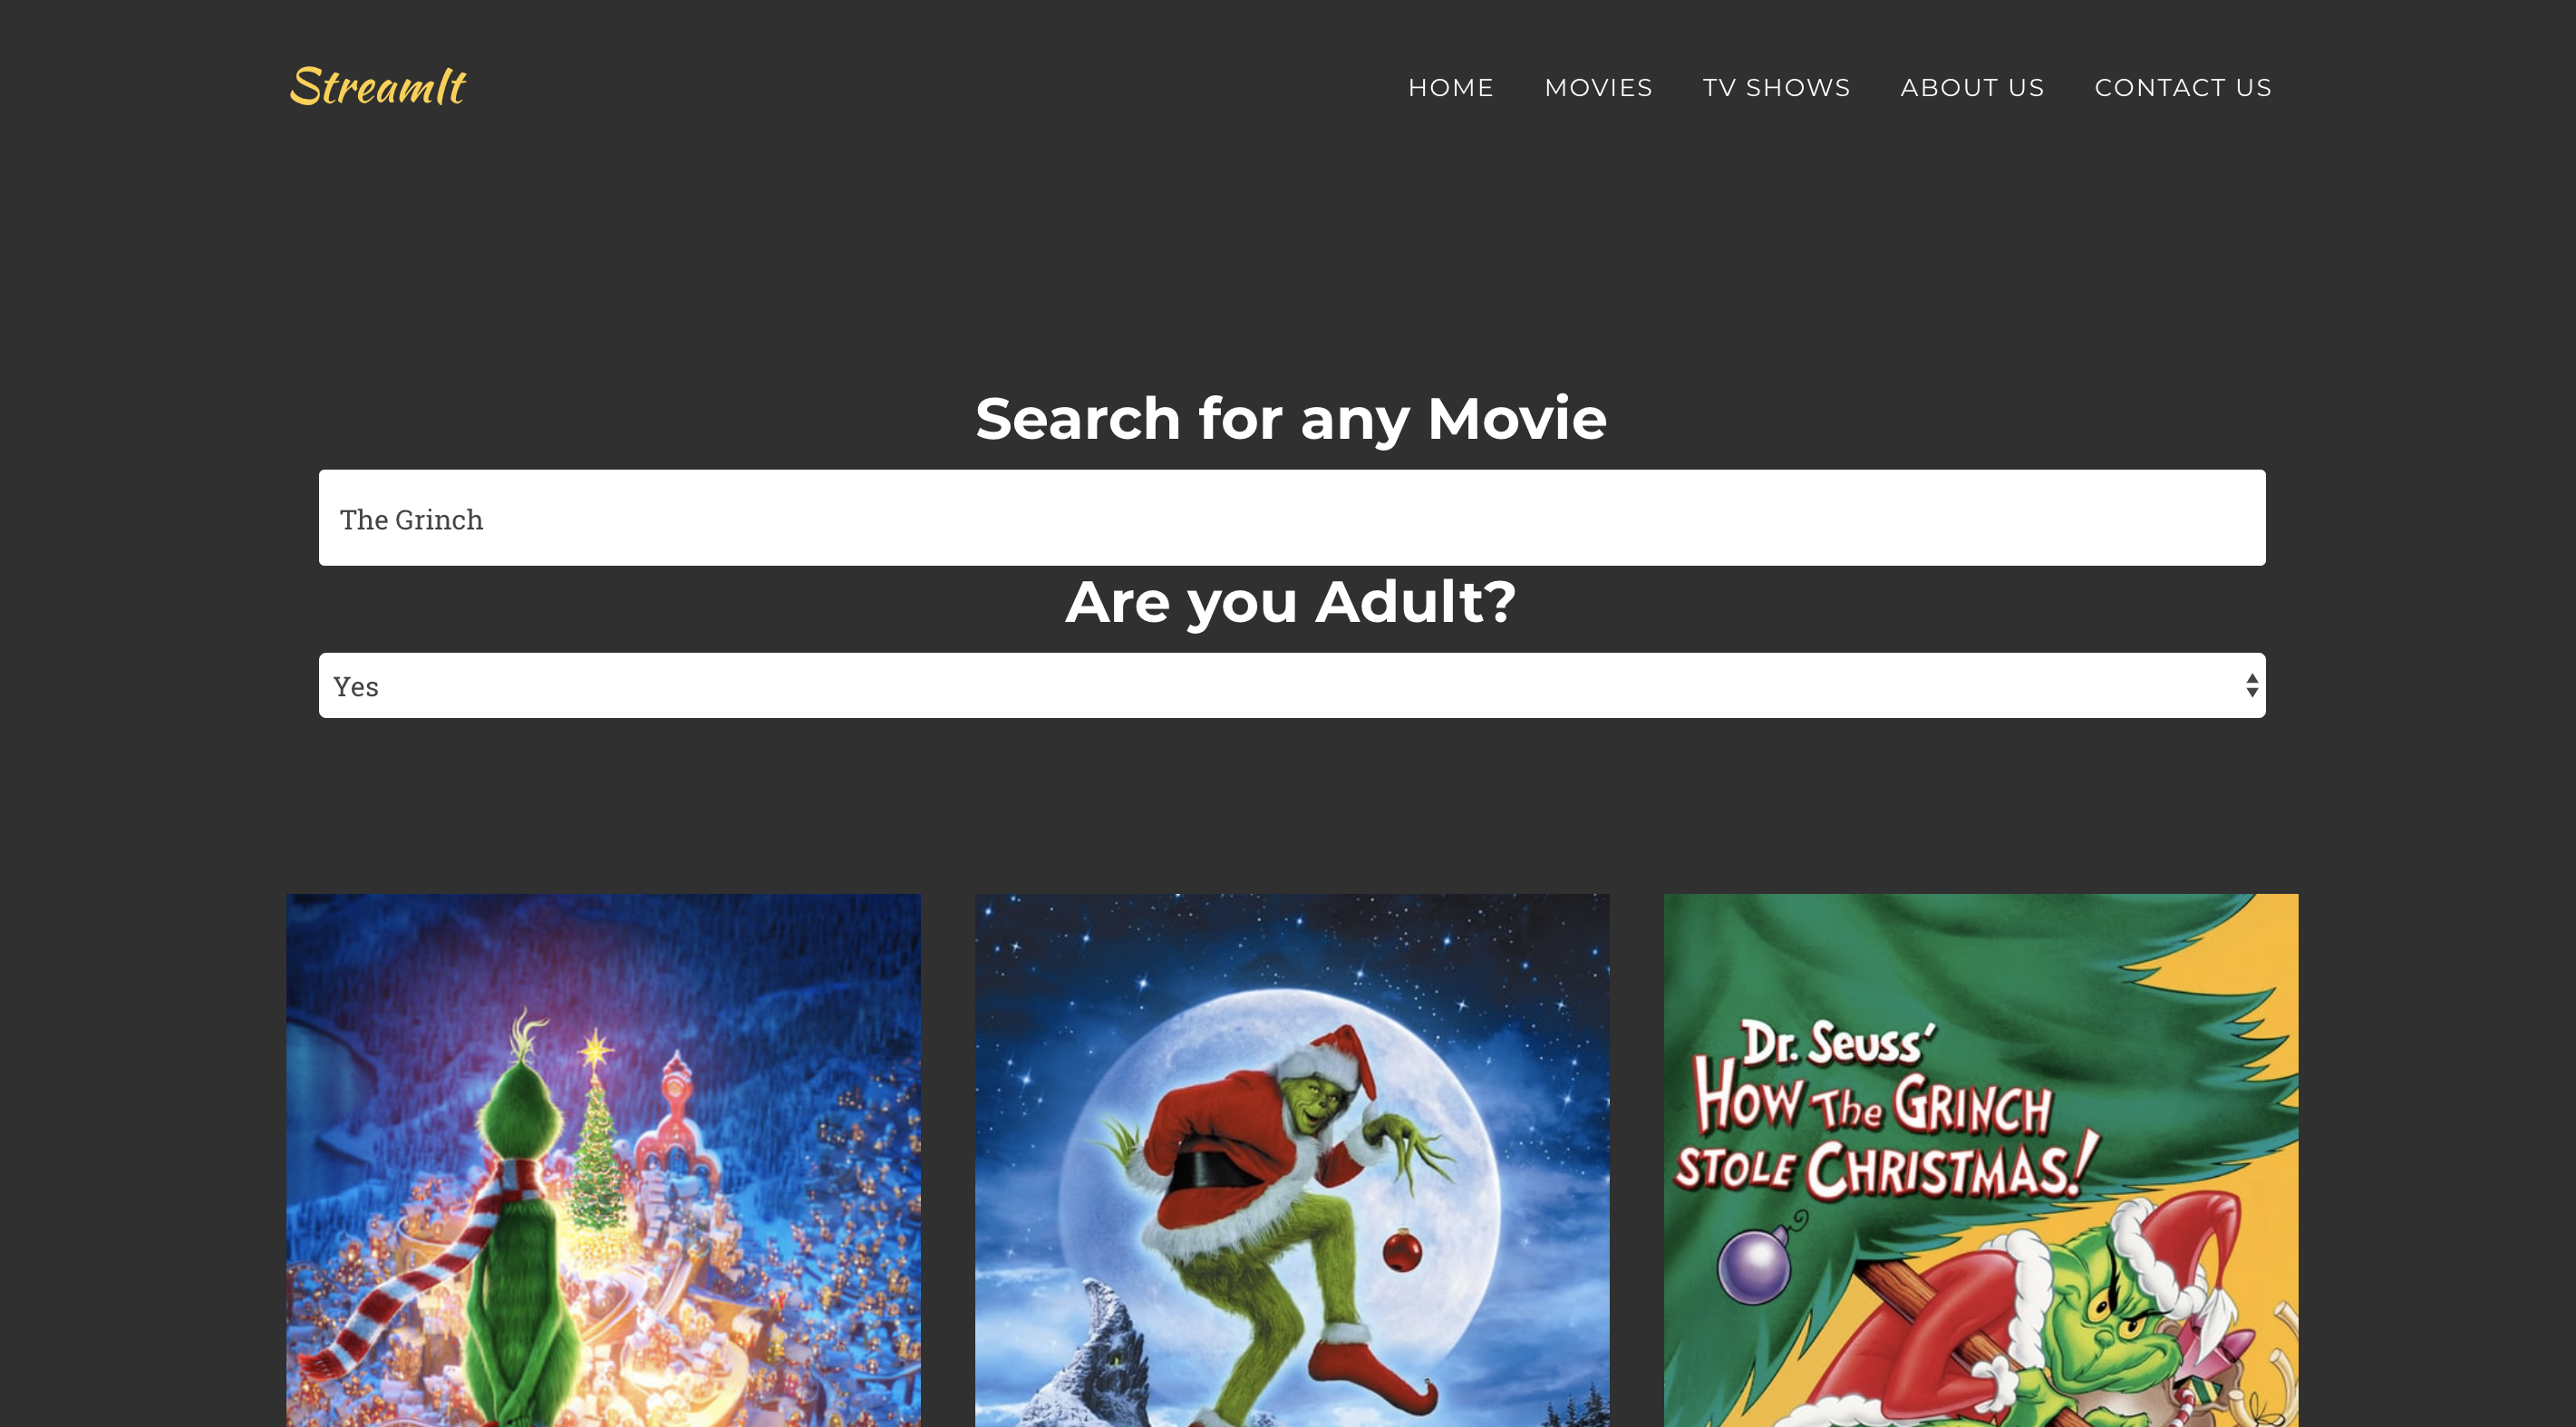 StreamIt
HOME MOVIES TV SHOWS ABOUT US CONTACT US
Search for any Movie
The Grinch
Are you Adult?
Yes
Dr. Seuss'
HOW The GRINCH
STOLE CHRISTMAS!